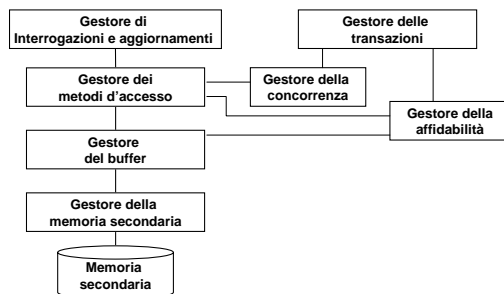 Gestore di
Interrogazioni e aggiornamenti
Gestore delle
transazioni
Gestore dei
metodi d'accesso
Gestore della
concorrenza
Gestore della
affidabilità
Gestore
del buffer
Gestore della
memoria secondaria
Memoria
secondaria